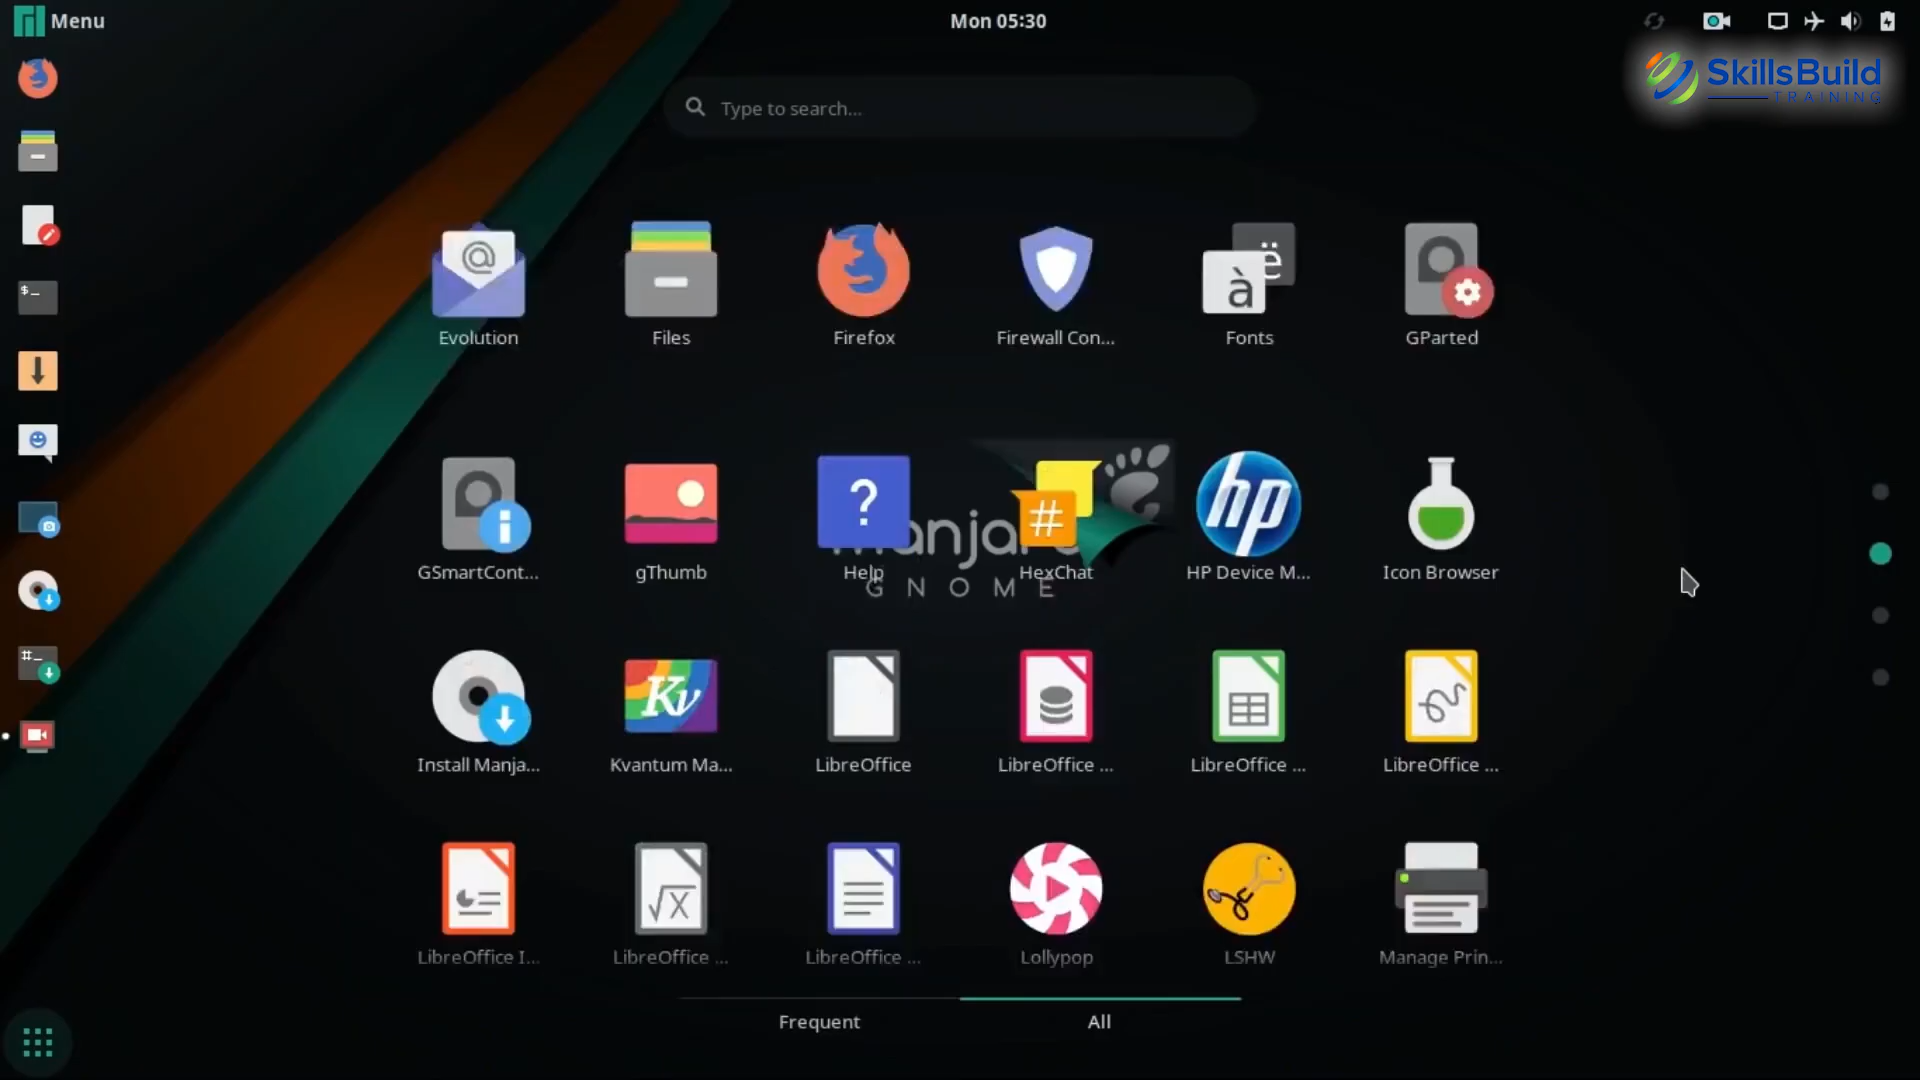 Menu
Mon 05:30
SkillsBuild
TRAINING
Type to search...
Evolution
Files
Firefox
Firewall Con...
Fonts
GParted
GSmartCont...
gThumb
Help
HexChat
HP Device M...
Icon Browser
manjaro
GNOME
Install Manja...
Kvantum Ma...
LibreOffice
LibreOffice ...
LibreOffice ...
LibreOffice ...
LibreOffice I...
LibreOffice ...
LibreOffice ...
Lollypop
LSHW
Manage Prin...
Frequent
All